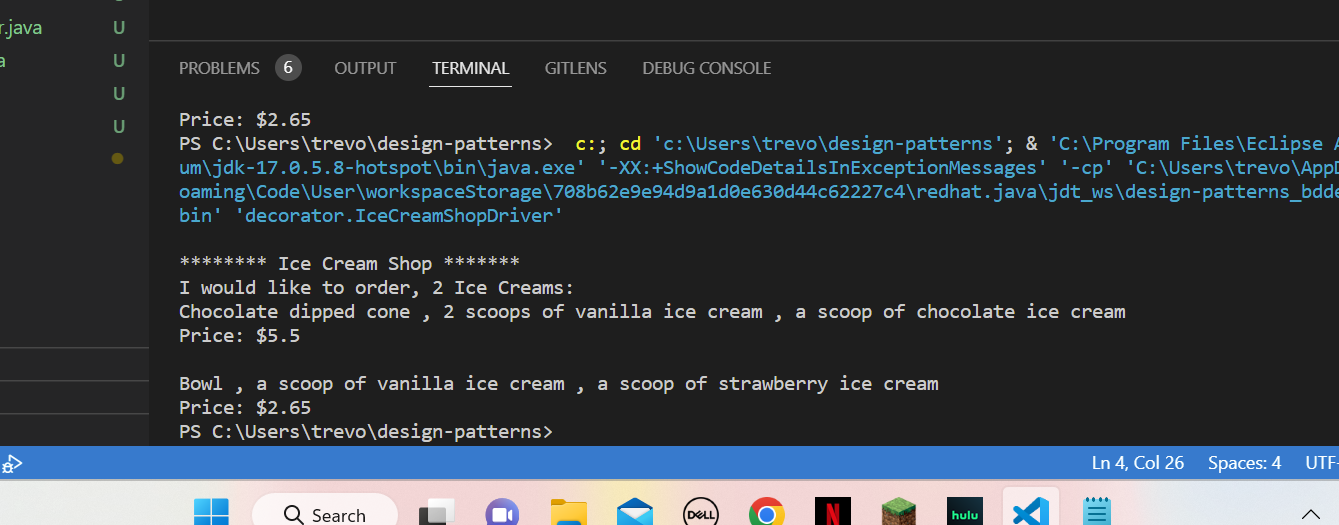 r.java U
a U
U
U
PROBLEMS 6 OUTPUT TERMINAL GITLENS DEBUG CONSOLE
Price: $2.65
PS C:\Users\trevo\design-patterns>  c:; cd 'c:\Users\trevo\design-patterns'; & 'C:\Program Files\Eclipse A
um\jdk-17.0.5.8-hotspot\bin\java.exe' '-XX:+ShowCodeDetailsInExceptionMessages' '-cp' 'C:\Users\trevo\AppD
oaming\Code\User\workspaceStorage\708b62e9e94d9a1d0e630d44c62227c4\redhat.java\jdt_ws\design-patterns_bdde
bin' 'decorator.IceCreamShopDriver'
******** Ice Cream Shop *******
I would like to order, 2 Ice Creams:
Chocolate dipped cone , 2 scoops of vanilla ice cream , a scoop of chocolate ice cream
Price: $5.5
Bowl , a scoop of vanilla ice cream , a scoop of strawberry ice cream
Price: $2.65
PS C:\Users\trevo\design-patterns>
Ln 4, Col 26 Spaces: 4 UTF-
Search DELL N hulu